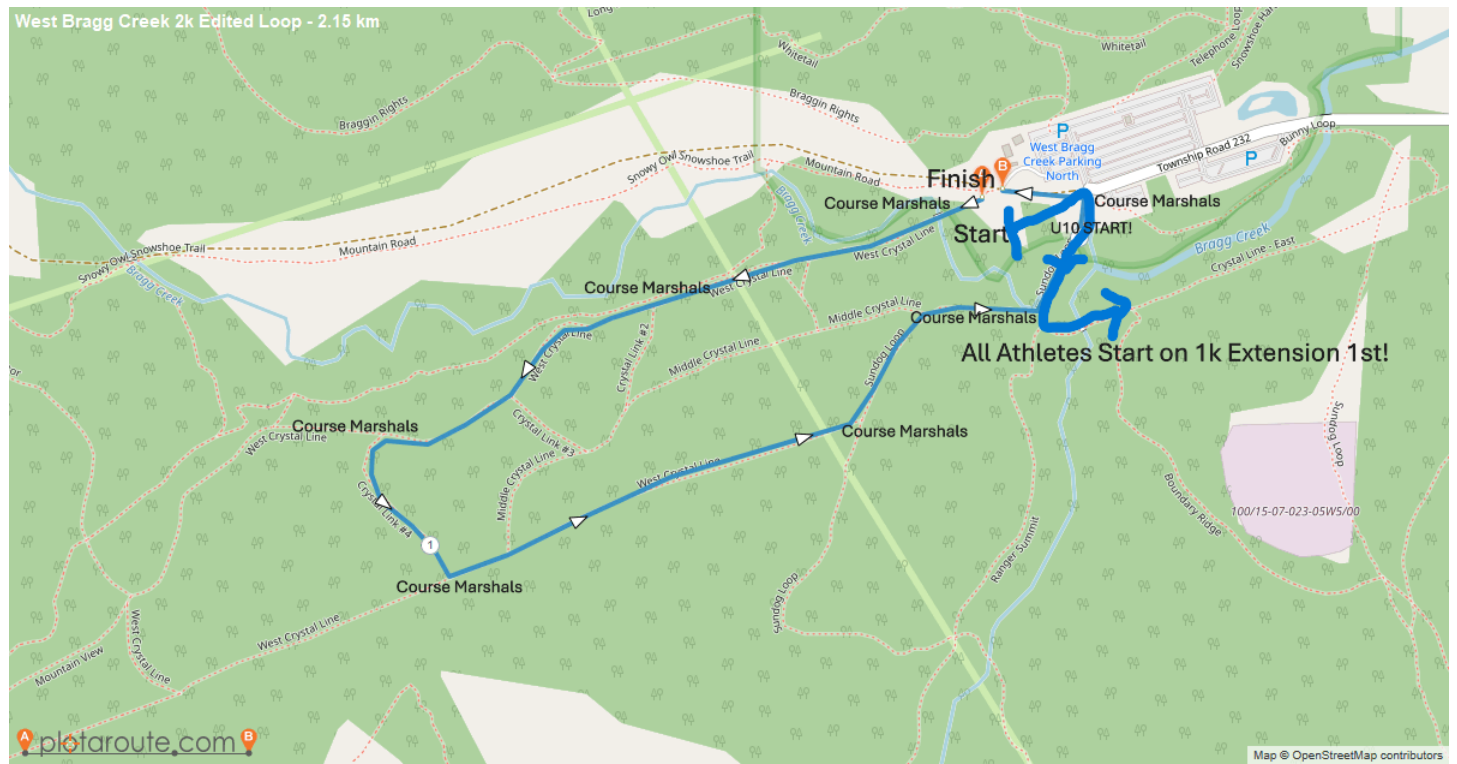 West Bragg Creek 2k Edited Loop - 2.15 km
Long
Whitetail
Whitetail
Telephone Loop
Snowshoe Har
Braggin Rights
Braggin Rights
P
West Bragg
Creek Parking
North
Township Road 232
Bunny Loop
P
Snowy Owl Snowshoe Trail
Mountain Road
B
Finish
Course Marshals
Course Marshals
Bragg Creek
Start
U10 START!
West Crystal Line
Bragg Creek
Crystal Line - East
Snowy Owl Snowshoe Trail
Mountain Road
Bragg Creek
Course Marshals
West Crystal Line
Middle Crystal Line
Course Marshals
West Crystal Line
Crystal Link #2
Middle Crystal Line
Sundog Loop
All Athletes Start on 1k Extension 1st!
Course Marshals
West Crystal Line
Crystal Link #3
Middle Crystal Line
Course Marshals
Sundog Loop
West Crystal Line
Crystal Link #4
1
Boundary Ridge
100/15-07-023-05W5/00
Course Marshals
Ranger Summit
Sundog Loop
West Crystal Line
West Crystal Line
Mountain View
A plotaroute.com B
Map © OpenStreetMap contributors